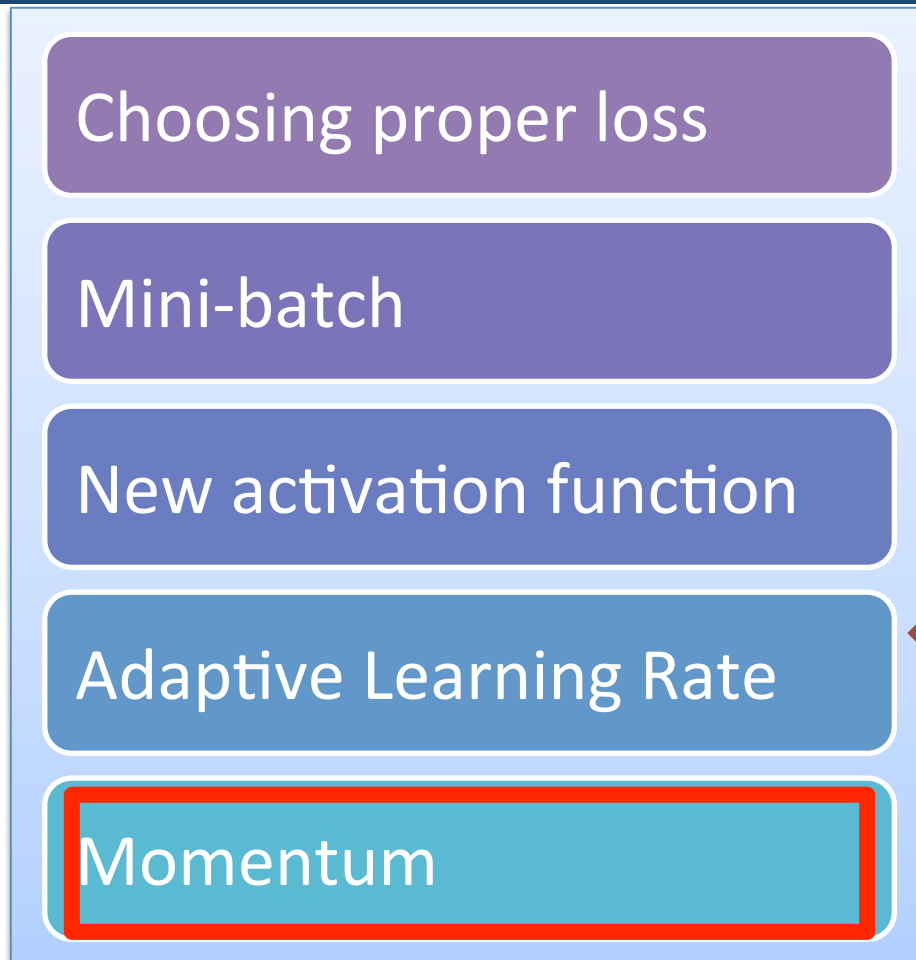 Choosing proper loss
Mini-batch
New activation function
Adaptive Learning Rate
Momentum